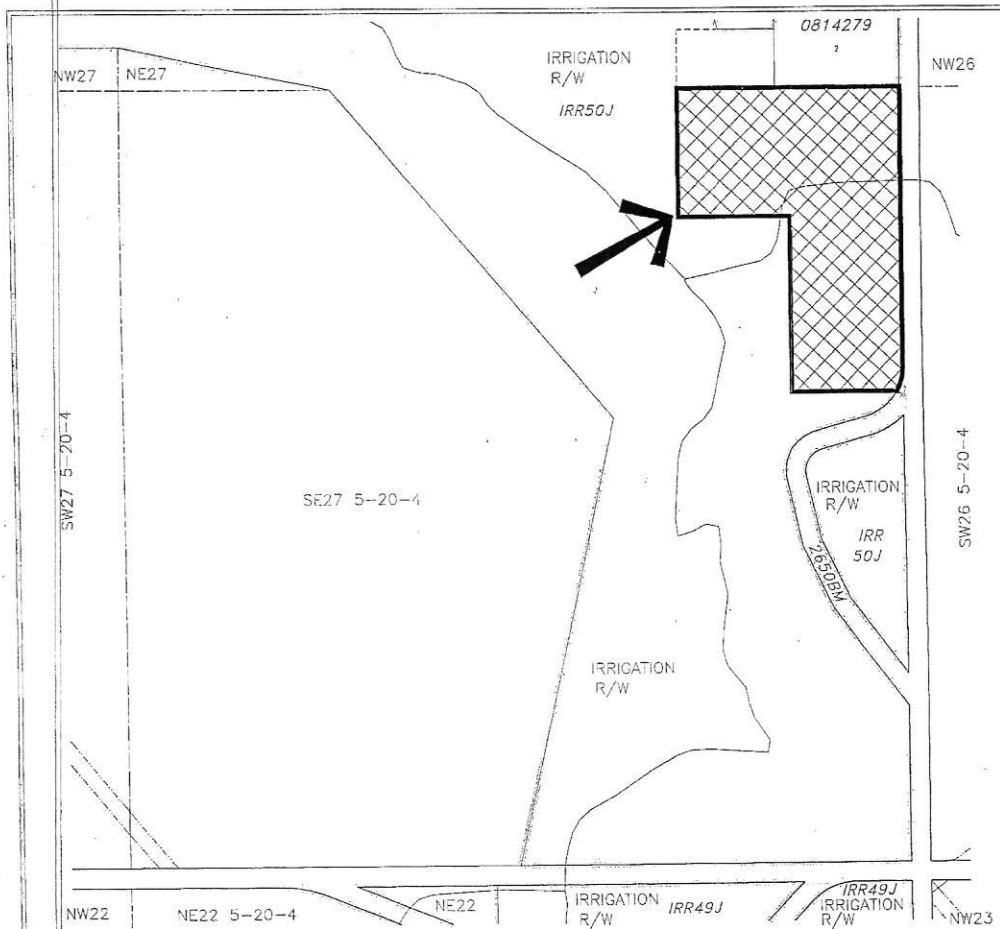 0814279
2
IRRIGATION
R/W
IRR50J
NW27
NE27
NW26
SW27 5-20-4
SE27 5-20-4
IRRIGATION
R/W
IRR
50J
2650BM
SW26 5-20-4
IRRIGATION
R/W
NW22
NE22 5-20-4
NE22
IRRIGATION
R/W
IRR49J
IRR49J
IRRIGATION
R/W
NW23